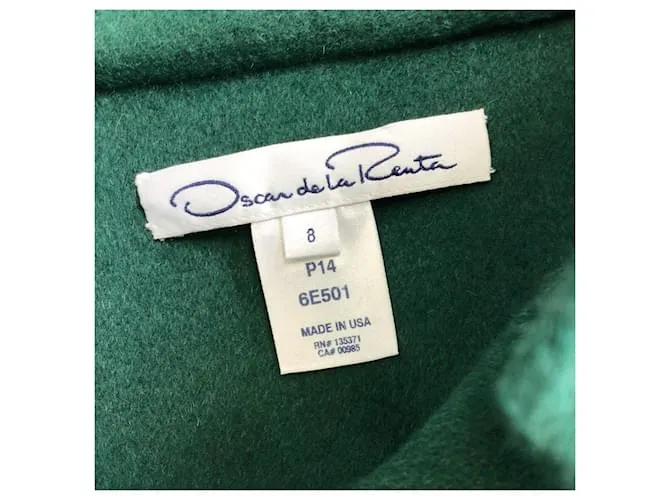 Oscar de la Renta
8
P14
6E501
MADE IN USA
RN# 135371
CA# 00985